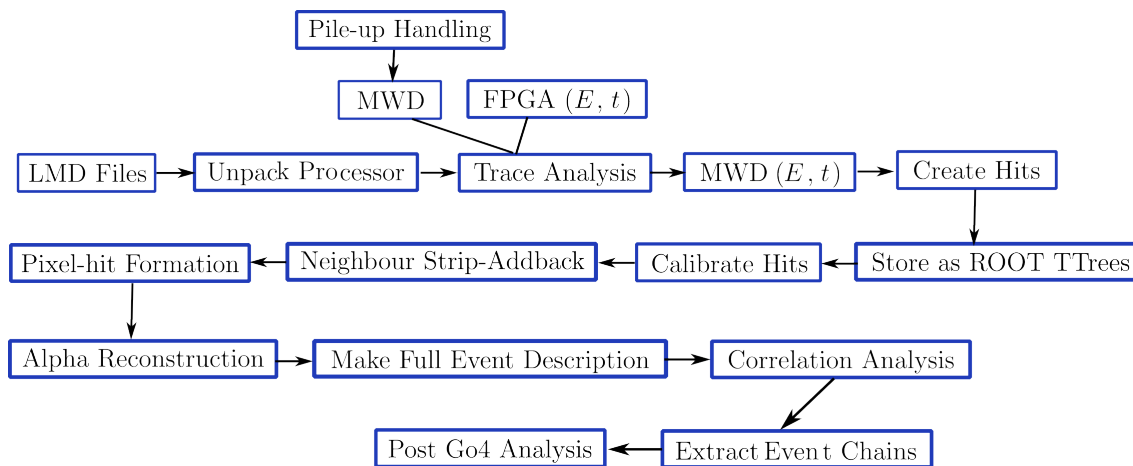 Pile-up Handling
MWD
FPGA (E, t)
LMD Files
Unpack Processor
Trace Analysis
MWD (E, t)
Create Hits
Pixel-hit Formation
Neighbour Strip-Addback
Calibrate Hits
Store as ROOT TTrees
Alpha Reconstruction
Make Full Event Description
Correlation Analysis
Post Go4 Analysis
Extract Event Chains